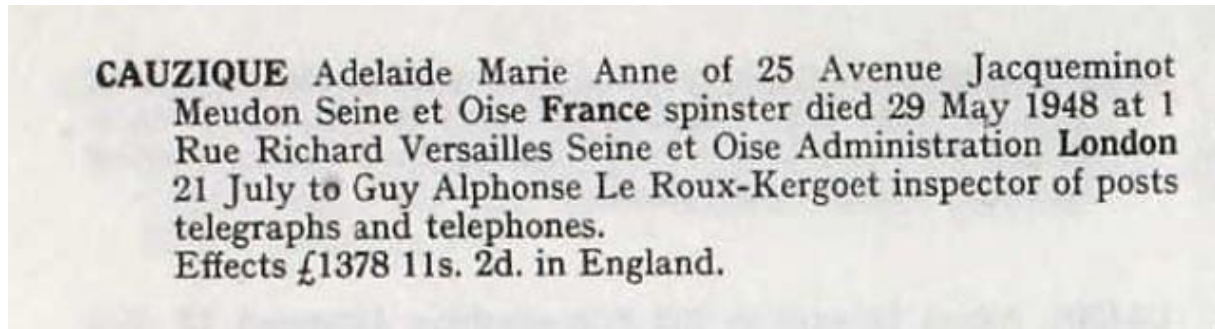 CAUZIQUE Adelaide Marie Anne of 25 Avenue Jacqueminot
Meudon Seine et Oise France spinster died 29 May 1948 at 1
Rue Richard Versailles Seine et Oise Administration London
21 July to Guy Alphonse Le Roux-Kergoet inspector of posts
telegraphs and telephones.
Effects £1378 11s. 2d. in England.